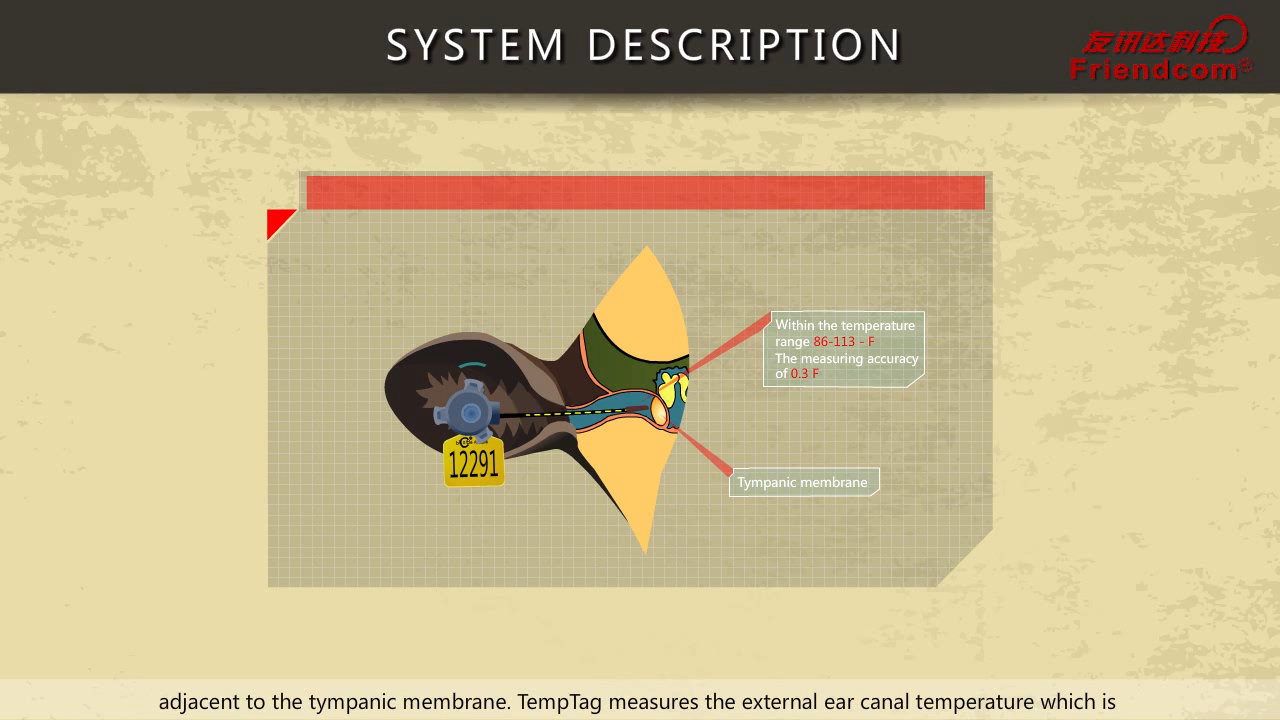 SYSTEM DESCRIPTION
友讯达科技
Friendcom®
Within the temperature
range 86-113 - F
The measuring accuracy
of 0.3 F
12291
Tympanic membrane
adjacent to the tympanic membrane. TempTag measures the external ear canal temperature which is